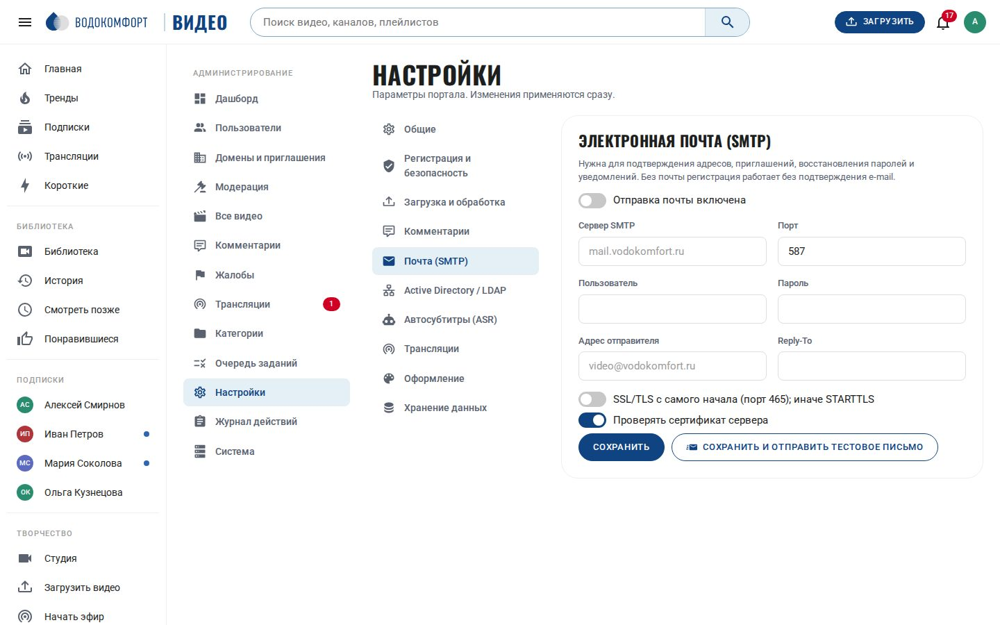 ВОДОКОМФОРТ
ВИДЕО
Поиск видео, каналов, плейлистов
ЗАГРУЗИТЬ
17
А
Главная
Тренды
Подписки
Трансляции
Короткие
БИБЛИОТЕКА
Библиотека
История
Смотреть позже
Понравившиеся
ПОДПИСКИ
АС Алексей Смирнов
ИП Иван Петров
МС Мария Соколова
ОК Ольга Кузнецова
ТВОРЧЕСТВО
Студия
Загрузить видео
Начать эфир
АДМИНИСТРИРОВАНИЕ
Дашборд
Пользователи
Домены и приглашения
Модерация
Все видео
Комментарии
Жалобы
Трансляции 1
Категории
Очередь заданий
Настройки
Журнал действий
Система
НАСТРОЙКИ
Параметры портала. Изменения применяются сразу.
Общие
Регистрация и
безопасность
Загрузка и обработка
Комментарии
Почта (SMTP)
Active Directory / LDAP
Автосубтитры (ASR)
Трансляции
Оформление
Хранение данных
ЭЛЕКТРОННАЯ ПОЧТА (SMTP)
Нужна для подтверждения адресов, приглашений, восстановления паролей и
уведомлений. Без почты регистрация работает без подтверждения e-mail.
Отправка почты включена
Сервер SMTP
mail.vodokomfort.ru
Порт
587
Пользователь
Пароль
Адрес отправителя
video@vodokomfort.ru
Reply-To
SSL/TLS с самого начала (порт 465); иначе STARTTLS
Проверять сертификат сервера
СОХРАНИТЬ
СОХРАНИТЬ И ОТПРАВИТЬ ТЕСТОВОЕ ПИСЬМО